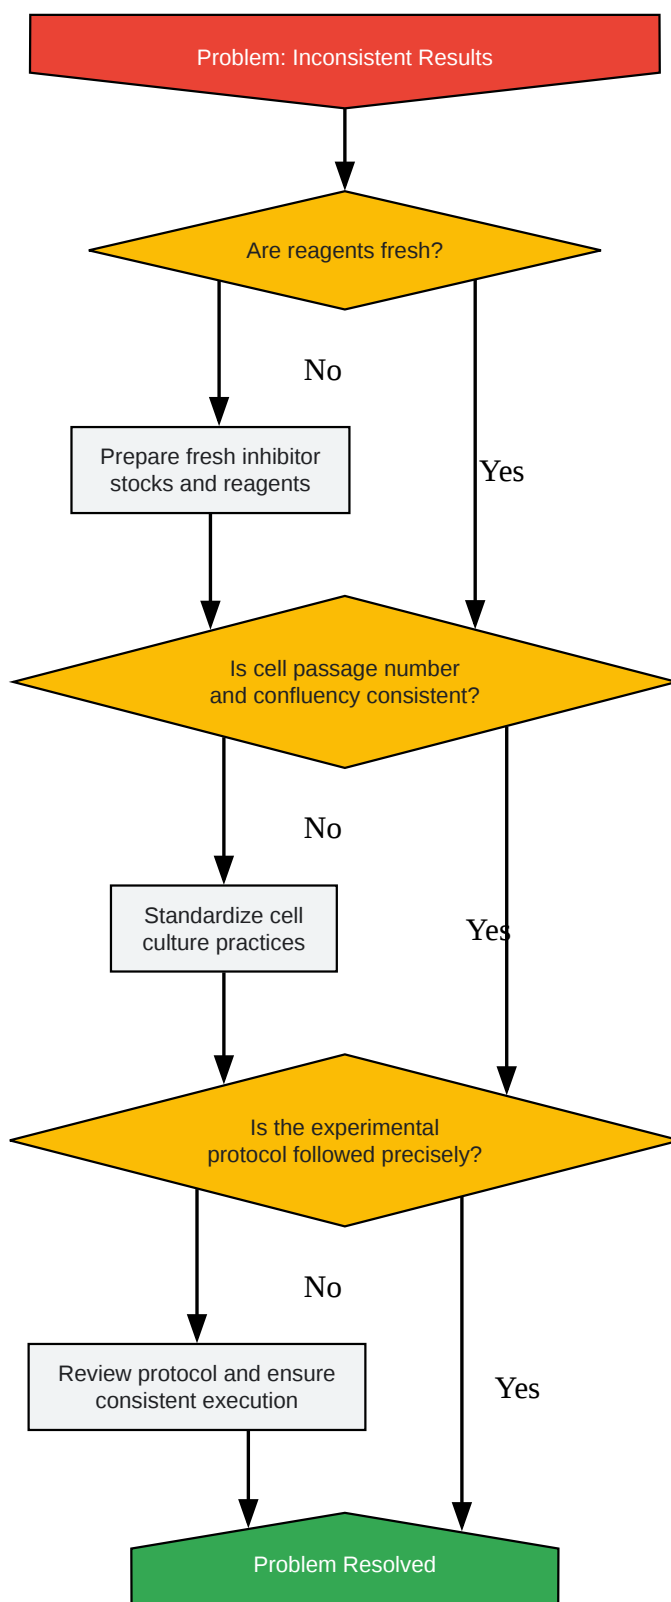 Problem: Inconsistent Results
Are reagents fresh?
No
Prepare fresh inhibitor
stocks and reagents
Yes
Is cell passage number
and confluency consistent?
No
Standardize cell
culture practices
Yes
Is the experimental
protocol followed precisely?
No
Review protocol and ensure
consistent execution
Yes
Problem Resolved